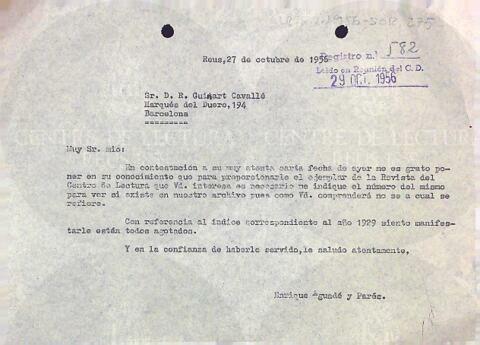 Reus,27 de octubre de 1956
Registro n.º 582
Leido en Reunión del C. D.
29 OCT. 1956
Sr. D. R. Guinart Cavallé
Marqués del Duero,194
Barcelona
Muy Sr. mío:
En contestación a su muy atenta carta fecha de ayer me es grato po-
ner en su conocimiento que para proporcionarle el ejemplar de la Revista del
Centro de Lectura que Vd. interesa es necesario me indique el número del mismo
para ver si existe en nuestro archivo pues como Vd. comprenderá no se a cual se
refiere.
Con referencia al indice correspondiente al año 1929 siento manifes-
tarle están todos agotados.
Y en la confianza de haberle servido,le saludo atentamente,
Enrique Aguadé y Parés.